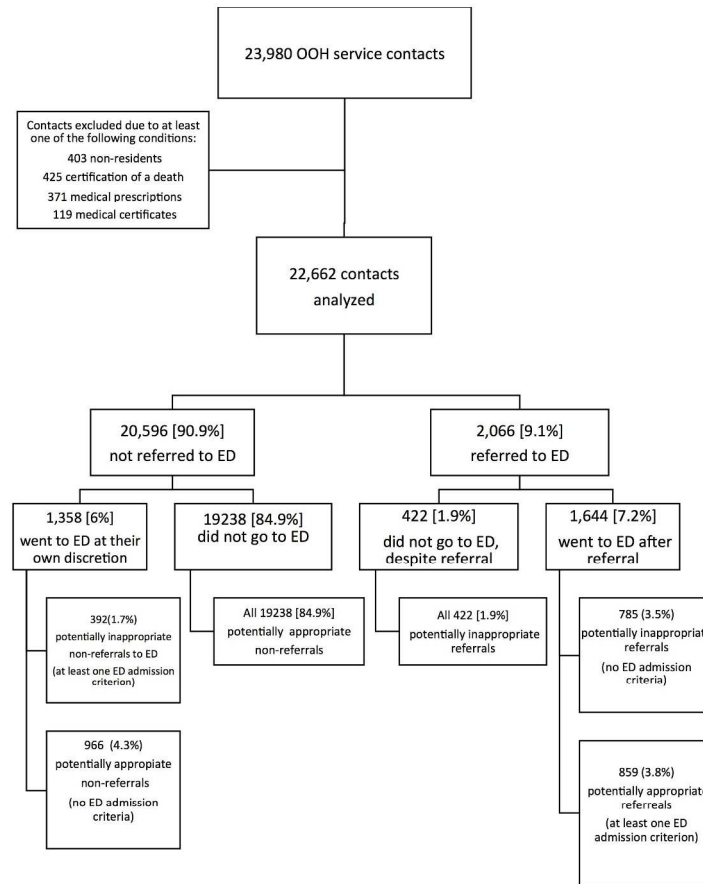 23,980 OOH service contacts
Contacts excluded due to at least
one of the following conditions:
403 non-residents
425 certification of a death
371 medical prescriptions
119 medical certificates
22,662 contacts
analyzed
20,596 [90.9%]
not referred to ED
2,066 [9.1%]
referred to ED
1,358 [6%]
went to ED at their
own discretion
19238 [84.9%]
did not go to ED
422 [1.9%]
did not go to ED,
despite referral
1,644 [7.2%]
went to ED after
referral
392(1.7%)
potentially inappropriate
non-referrals to ED
(at least one ED admission
criterion)
All 19238 [84.9%]
potentially appropriate
non-referrals
All 422 [1.9%]
potentially inappropriate
referrals
785 (3.5%)
potentially inappropriate
referrals
(no ED admission
criteria)
966 (4.3%)
potentially appropiate
non-referrals
(no ED admission
criteria)
859 (3.8%)
potentially appropriate
referreals
(at least one ED
admission criterion)